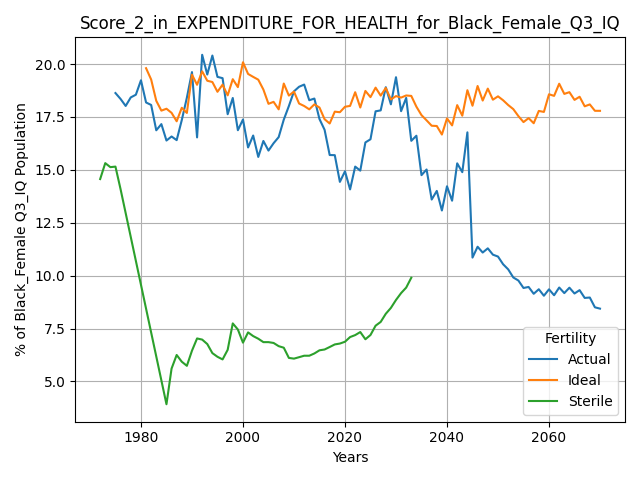 Score_2_in_EXPENDITURE_FOR_HEALTH_for_Black_Female_Q3_IQ
% of Black_Female Q3_IQ Population
20.0
17.5
15.0
12.5
10.0
7.5
5.0
Fertility
Actual
Ideal
Sterile
1980
2000
2020
2040
2060
Years